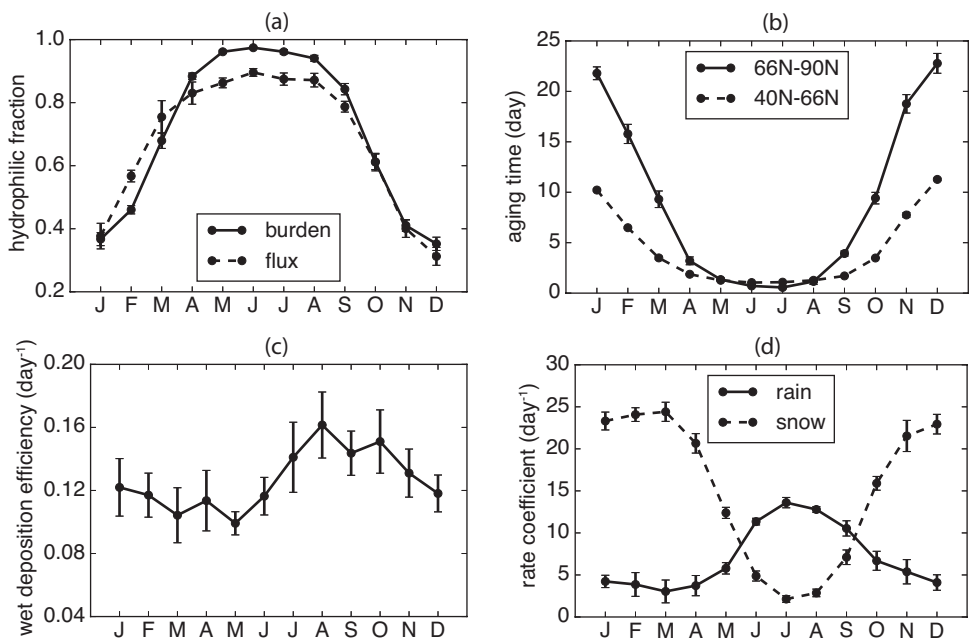 (a)
hydrophilic fraction
1.0
0.8
0.6
0.4
0.2
burden
flux
J F M A M J J A S O N D
(b)
aging time (day)
25
20
15
10
5
0
66N-90N
40N-66N
J F M A M J J A S O N D
(c)
wet deposition efficiency (day⁻¹)
0.20
0.16
0.12
0.08
0.04
J F M A M J J A S O N D
(d)
rate coefficient (day⁻¹)
30
25
20
15
10
5
0
rain
snow
J F M A M J J A S O N D